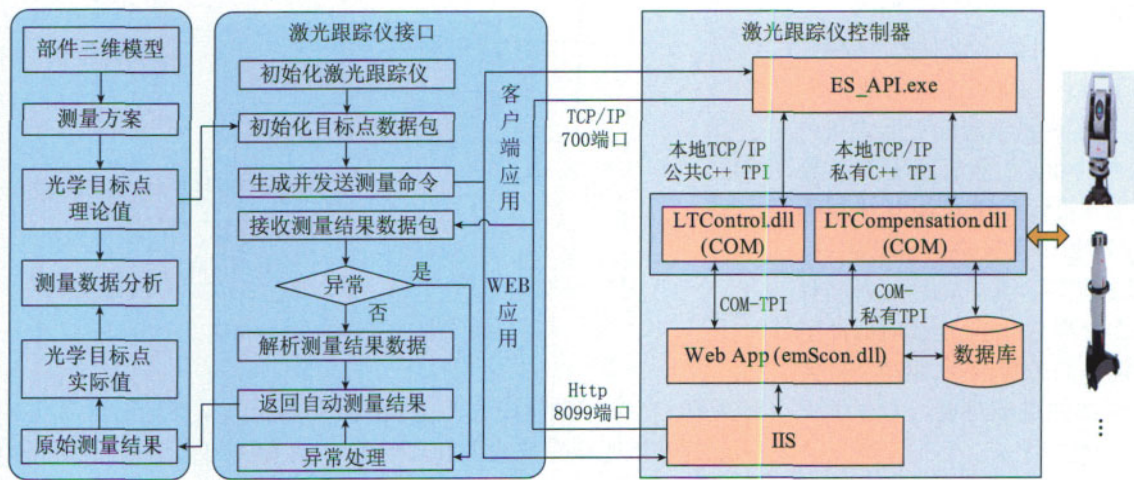 部件三维模型
测量方案
光学目标点
理论值
测量数据分析
光学目标点
实际值
原始测量结果
激光跟踪仪接口
初始化激光跟踪仪
初始化目标点数据包
生成并发送测量命令
接收测量结果数据包
异常
是
否
解析测量结果数据
返回自动测量结果
异常处理
客户端应用
WEB
应用
TCP/IP
700端口
Http
8099端口
激光跟踪仪控制器
ES_API.exe
本地TCP/IP
公共C++ TPI
本地TCP/IP
私有C++ TPI
LTControl.dll
(COM)
LTCompensation.dll
(COM)
COM-TPI
COM-
私有TPI
Web App (emScon.dll)
数据库
IIS
…